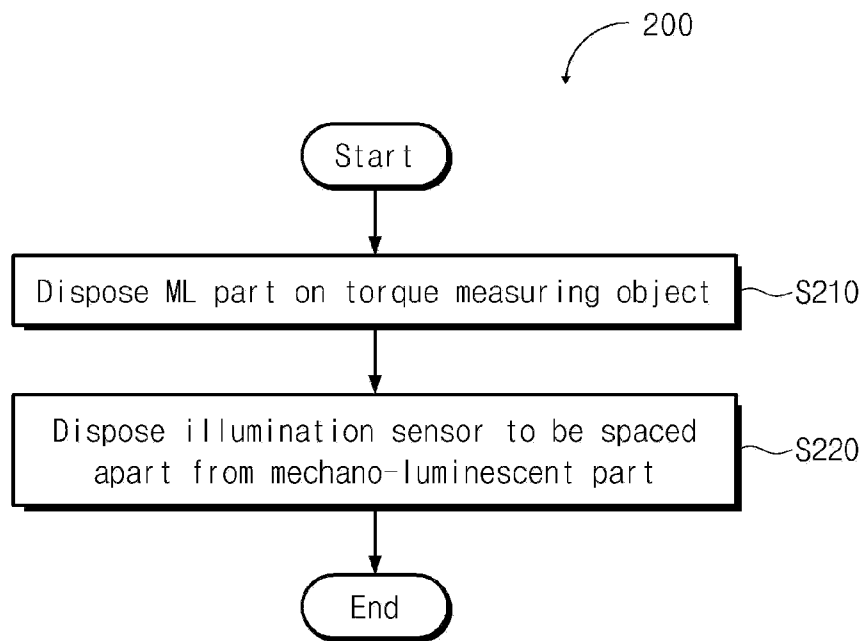 200
Start
Dispose ML part on torque measuring object
S210
Dispose illumination sensor to be spaced
apart from mechano-luminescent part
S220
End